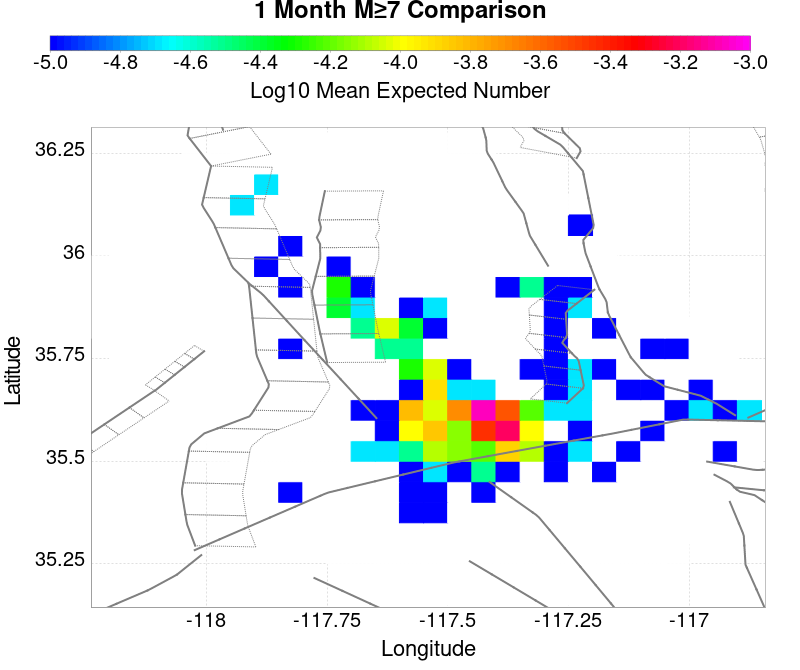 1 Month M≥7 Comparison
-5.0 -4.8 -4.6 -4.4 -4.2 -4.0 -3.8 -3.6 -3.4 -3.2 -3.0
Log10 Mean Expected Number
36.25
36
35.75
35.5
35.25
Latitude
-118 -117.75 -117.5 -117.25 -117
Longitude